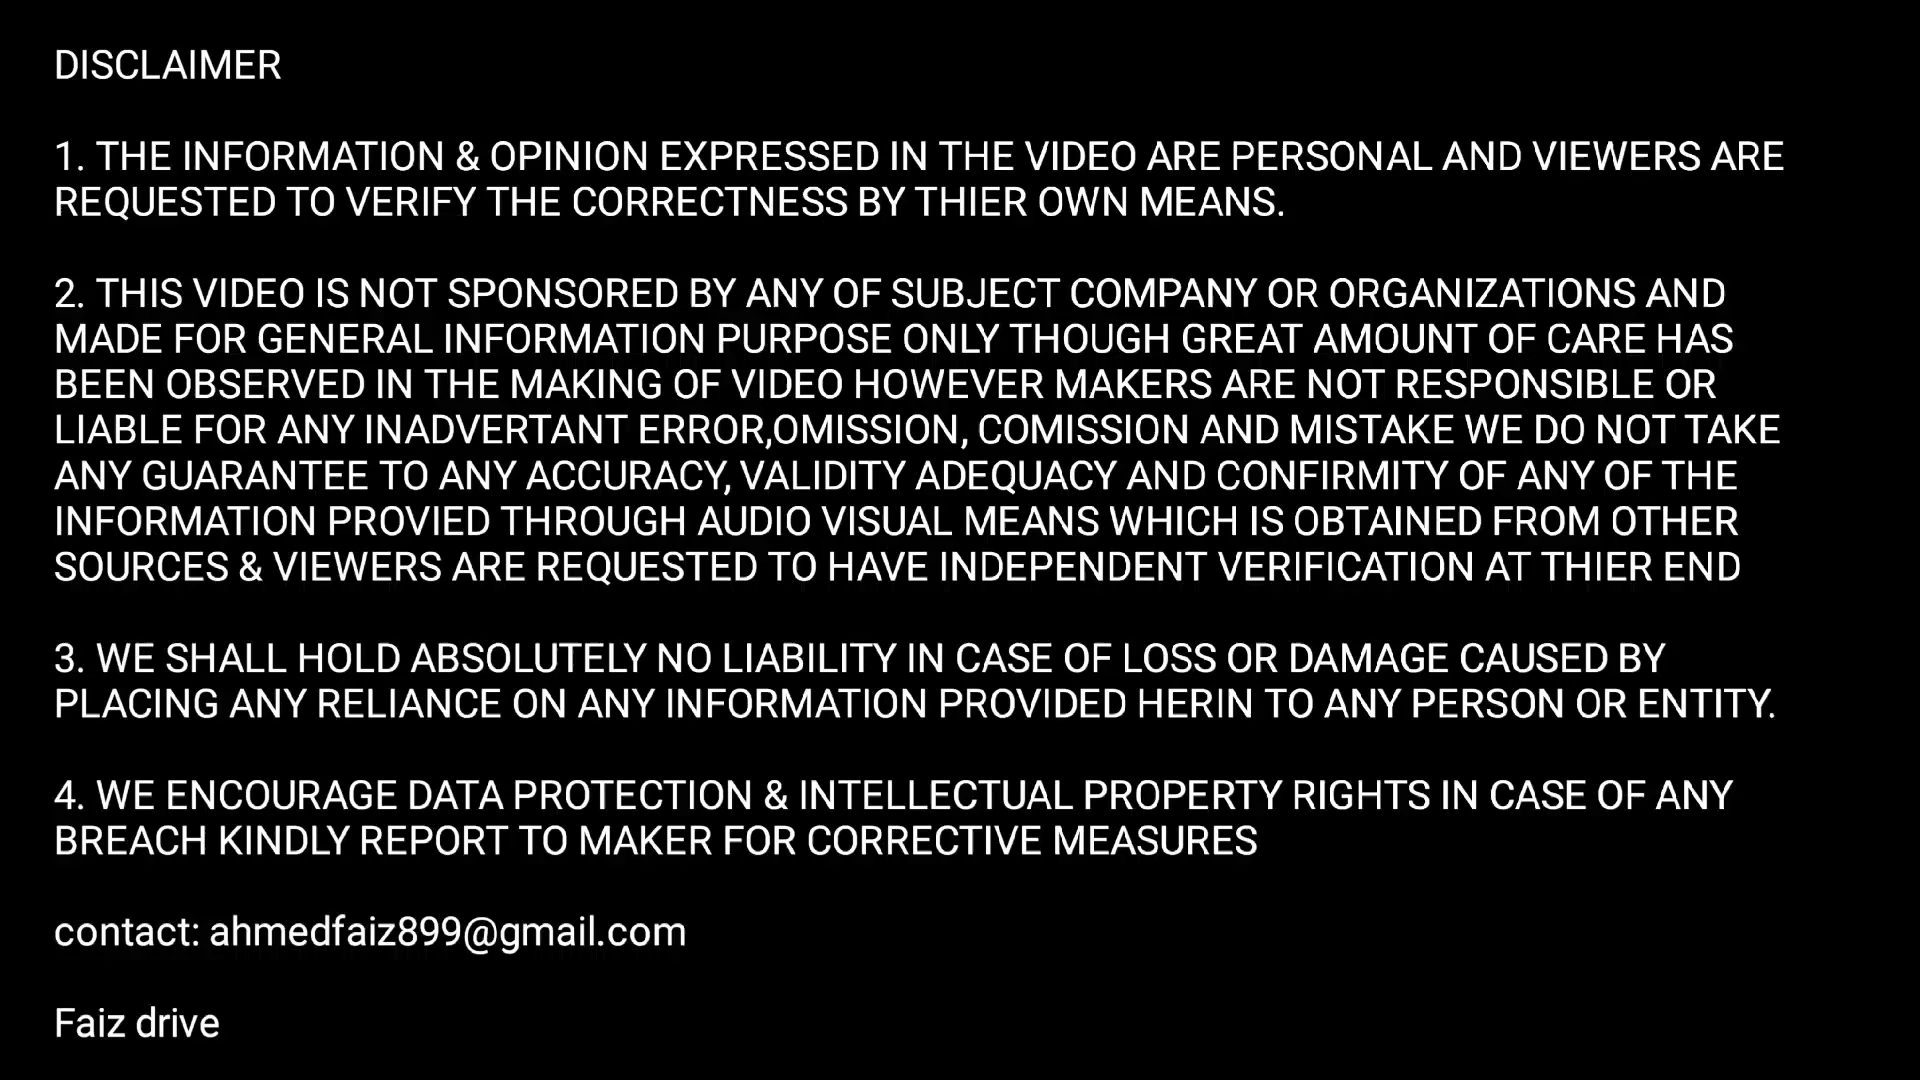 DISCLAIMER
1. THE INFORMATION & OPINION EXPRESSED IN THE VIDEO ARE PERSONAL AND VIEWERS ARE
REQUESTED TO VERIFY THE CORRECTNESS BY THIER OWN MEANS.
2. THIS VIDEO IS NOT SPONSORED BY ANY OF SUBJECT COMPANY OR ORGANIZATIONS AND
MADE FOR GENERAL INFORMATION PURPOSE ONLY THOUGH GREAT AMOUNT OF CARE HAS
BEEN OBSERVED IN THE MAKING OF VIDEO HOWEVER MAKERS ARE NOT RESPONSIBLE OR
LIABLE FOR ANY INADVERTANT ERROR,OMISSION, COMISSION AND MISTAKE WE DO NOT TAKE
ANY GUARANTEE TO ANY ACCURACY, VALIDITY ADEQUACY AND CONFIRMITY OF ANY OF THE
INFORMATION PROVIED THROUGH AUDIO VISUAL MEANS WHICH IS OBTAINED FROM OTHER
SOURCES & VIEWERS ARE REQUESTED TO HAVE INDEPENDENT VERIFICATION AT THIER END
3. WE SHALL HOLD ABSOLUTELY NO LIABILITY IN CASE OF LOSS OR DAMAGE CAUSED BY
PLACING ANY RELIANCE ON ANY INFORMATION PROVIDED HERIN TO ANY PERSON OR ENTITY.
4. WE ENCOURAGE DATA PROTECTION & INTELLECTUAL PROPERTY RIGHTS IN CASE OF ANY
BREACH KINDLY REPORT TO MAKER FOR CORRECTIVE MEASURES
contact: ahmedfaiz899@gmail.com
Faiz drive